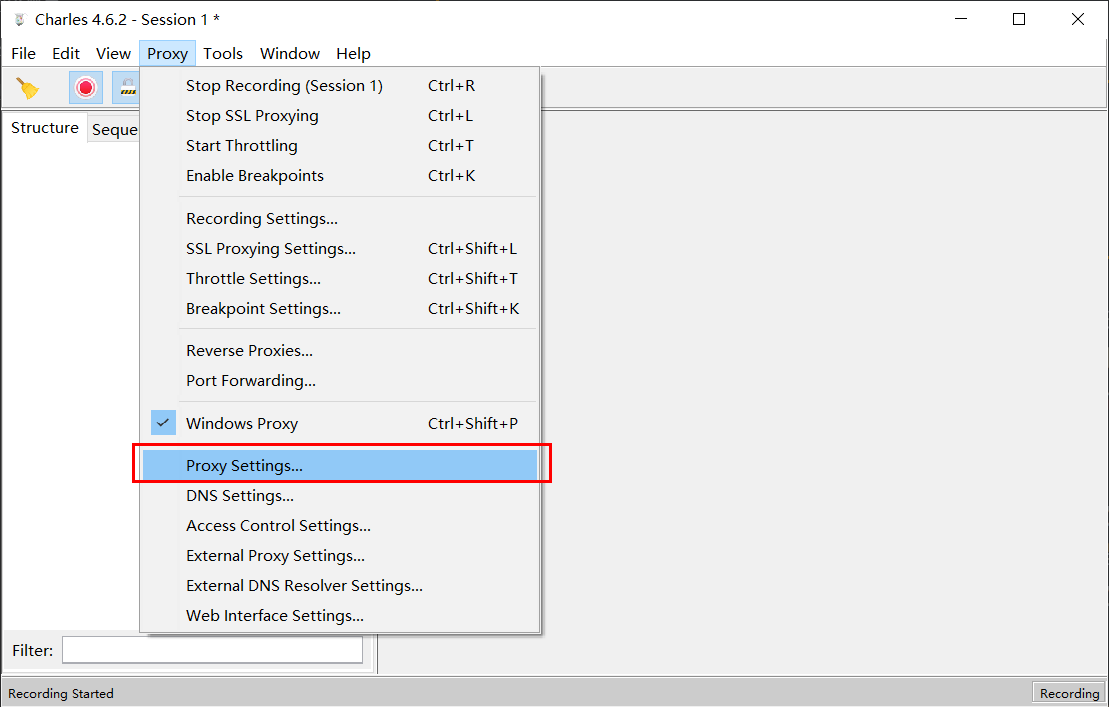 Charles 4.6.2 - Session 1 *
File Edit View Proxy Tools Window Help
Stop Recording (Session 1) Ctrl+R
Stop SSL Proxying Ctrl+L
Structure Seque
Start Throttling Ctrl+T
Enable Breakpoints Ctrl+K
Recording Settings...
SSL Proxying Settings... Ctrl+Shift+L
Throttle Settings... Ctrl+Shift+T
Breakpoint Settings... Ctrl+Shift+K
Reverse Proxies...
Port Forwarding...
Windows Proxy Ctrl+Shift+P
Proxy Settings...
DNS Settings...
Access Control Settings...
External Proxy Settings...
External DNS Resolver Settings...
Web Interface Settings...
Filter:
Recording Started Recording